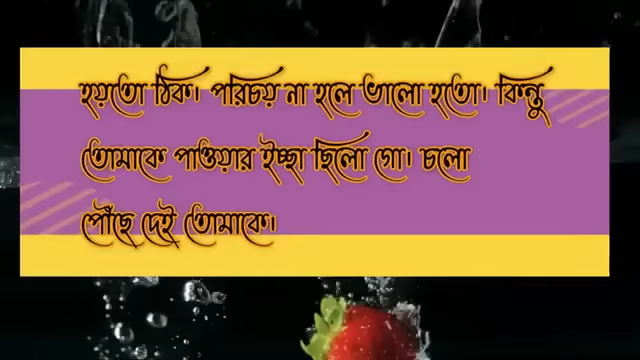 হয়তো ঠিক। পরিচয় না হলে ভালো হতো। কিন্তু
তোমাকে পাওয়ার ইচ্ছা ছিলো গো। চলো
পৌঁছে দেই তোমাকে।